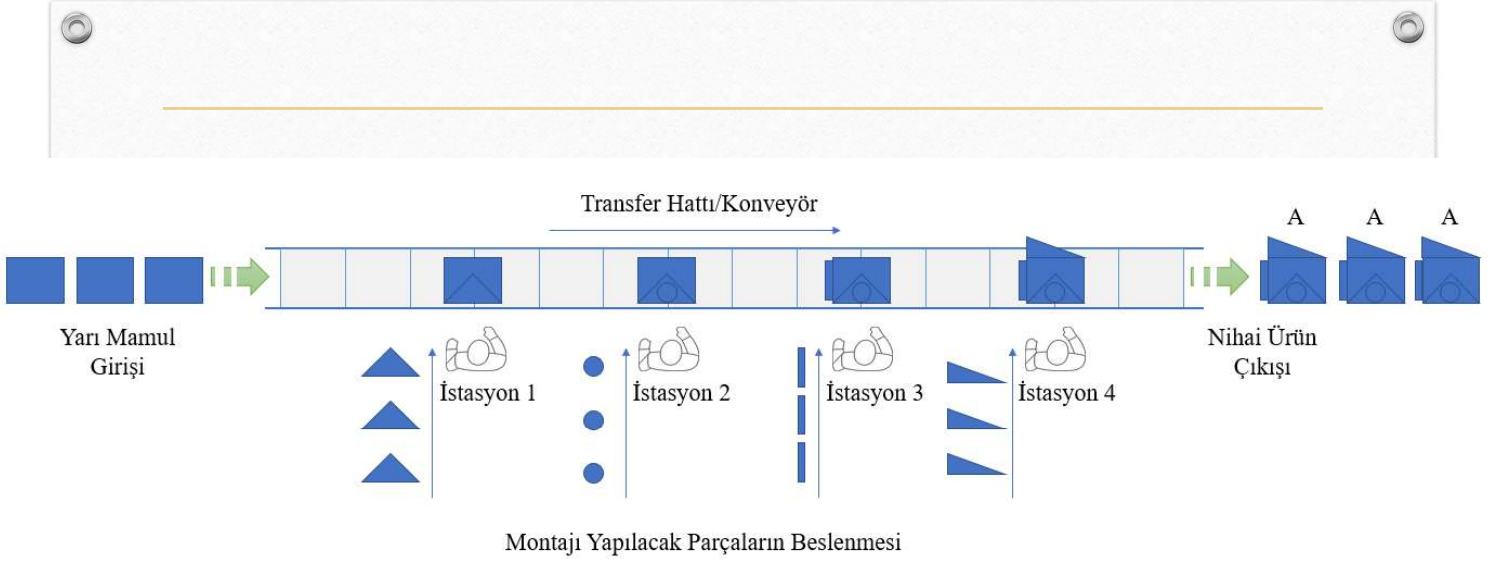 Transfer Hattı/Konveyör
A
A
A
Yarı Mamul
Girişi
Nihai Ürün
Çıkışı
İstasyon 1
İstasyon 2
İstasyon 3
İstasyon 4
Montajı Yapılacak Parçaların Beslenmesi